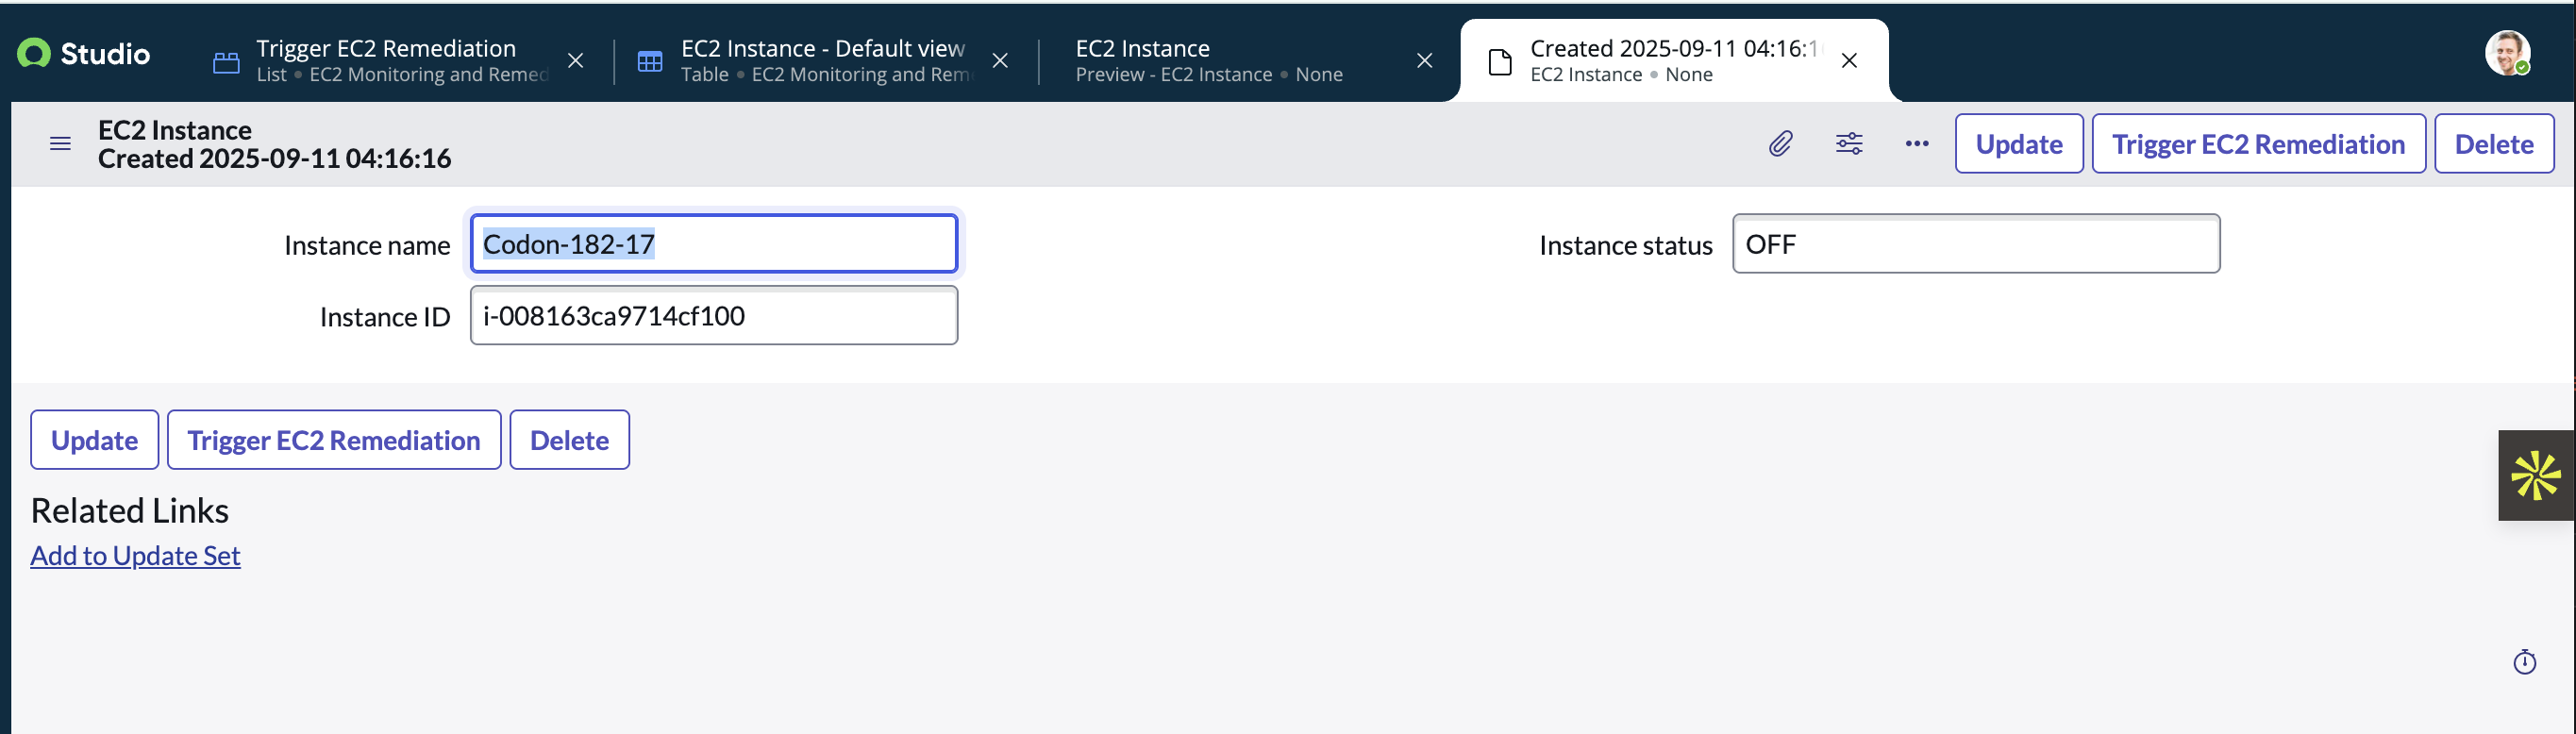 Studio
Trigger EC2 Remediation
List • EC2 Monitoring and Remed
EC2 Instance - Default view
Table • EC2 Monitoring and Rem
EC2 Instance
Preview - EC2 Instance • None
Created 2025-09-11 04:16:1
EC2 Instance • None
EC2 Instance
Created 2025-09-11 04:16:16
Update
Trigger EC2 Remediation
Delete
Instance name
Codon-182-17
Instance status
OFF
Instance ID
i-008163ca9714cf100
Update
Trigger EC2 Remediation
Delete
Related Links
Add to Update Set